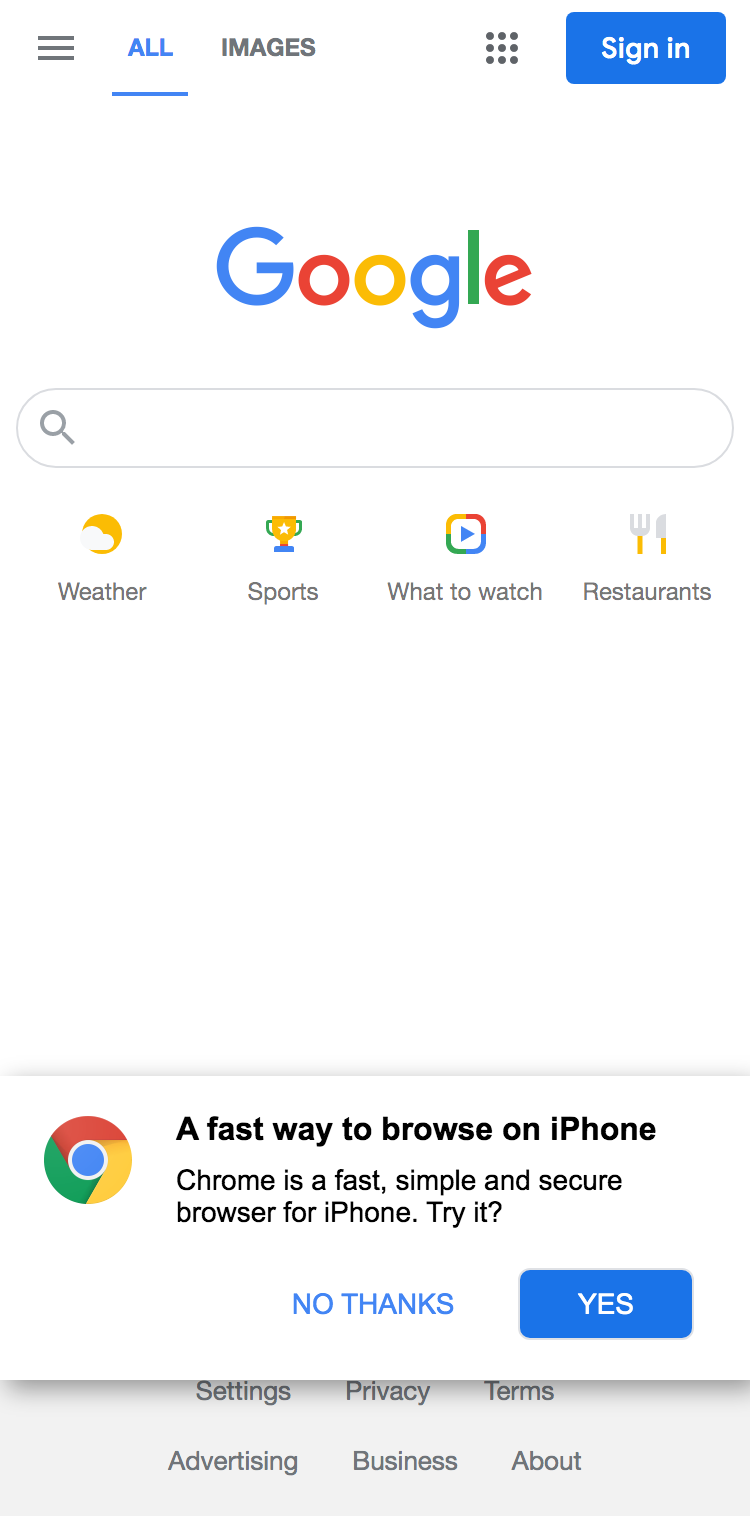 ALL IMAGES Sign in
Google
Weather Sports What to watch Restaurants
A fast way to browse on iPhone
Chrome is a fast, simple and secure
browser for iPhone. Try it?
NO THANKS YES
Settings Privacy Terms
Advertising Business About